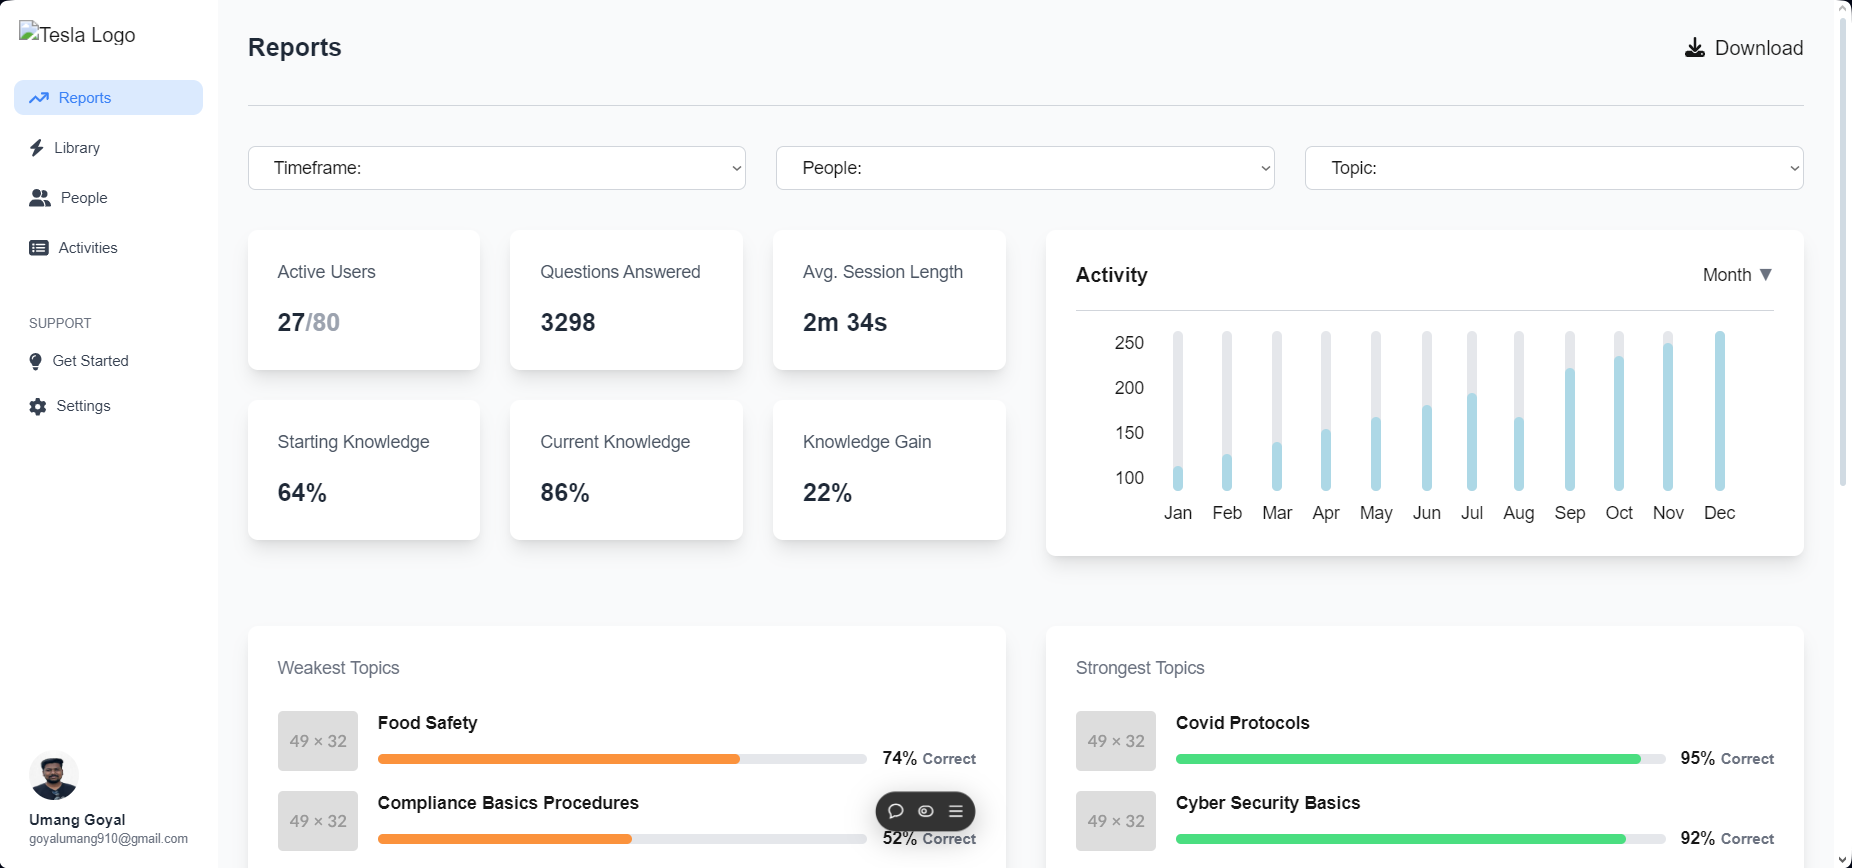 Tesla Logo
Reports
Library
People
Activities
SUPPORT
Get Started
Settings
Umang Goyal
goyalumang910@gmail.com
Reports
Download
Timeframe:
People:
Topic:
Active Users
27/80
Questions Answered
3298
Avg. Session Length
2m 34s
Starting Knowledge
64%
Current Knowledge
86%
Knowledge Gain
22%
Activity
Month ▼
250
200
150
100
Jan Feb Mar Apr May Jun Jul Aug Sep Oct Nov Dec
Weakest Topics
49 × 32
Food Safety
74% Correct
49 × 32
Compliance Basics Procedures
52% Correct
Strongest Topics
49 × 32
Covid Protocols
95% Correct
49 × 32
Cyber Security Basics
92% Correct